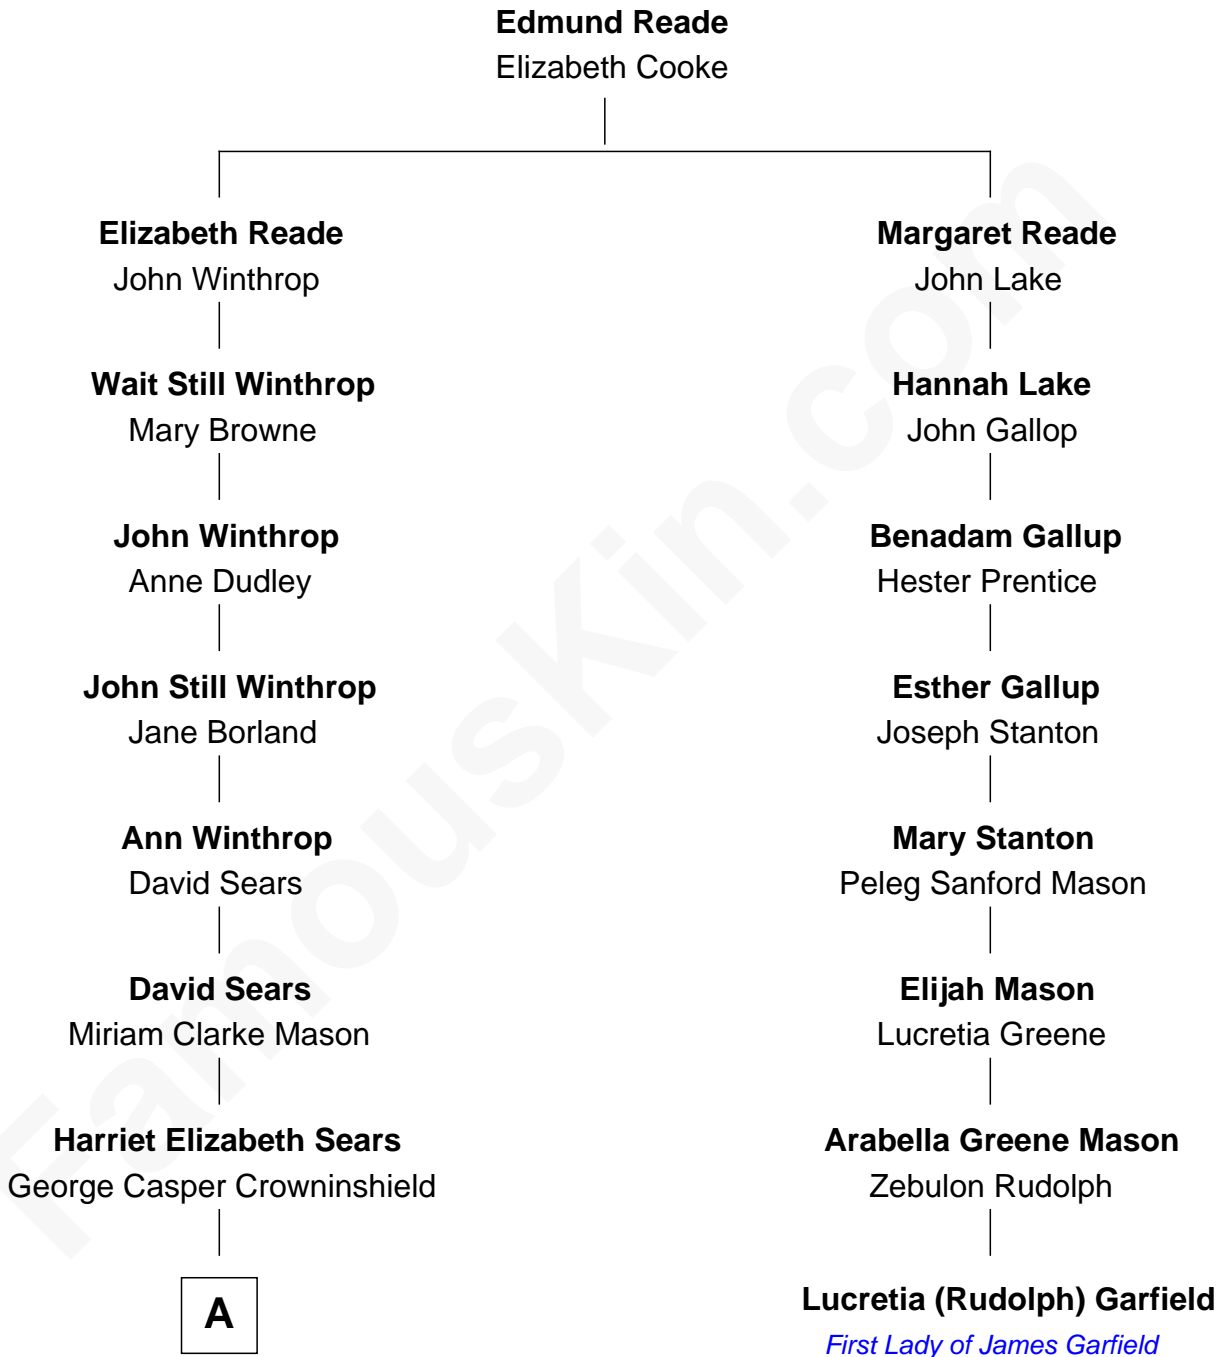 Edmund Reade
Elizabeth Cooke
Elizabeth Reade
John Winthrop
Margaret Reade
John Lake
Wait Still Winthrop
Mary Browne
Hannah Lake
John Gallop
John Winthrop
Anne Dudley
Benadam Gallup
Hester Prentice
John Still Winthrop
Jane Borland
Esther Gallup
Joseph Stanton
Ann Winthrop
David Sears
Mary Stanton
Peleg Sanford Mason
David Sears
Miriam Clarke Mason
Elijah Mason
Lucretia Greene
Harriet Elizabeth Sears
George Casper Crowninshield
Arabella Greene Mason
Zebulon Rudolph
A
Lucretia (Rudolph) Garfield
First Lady of James Garfield
FamousKin.com